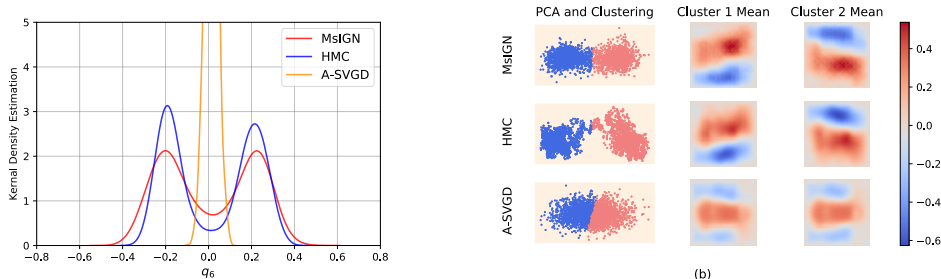 Kernal Density Estimation
5
4
3
2
1
0
−0.8
−0.6
−0.4
−0.2
0.0
0.2
0.4
0.6
0.8
q6
MsIGN
HMC
A-SVGD
PCA and Clustering
Cluster 1 Mean
Cluster 2 Mean
MsIGN
HMC
A-SVGD
0.4
0.2
0.0
−0.2
−0.4
−0.6
(b)